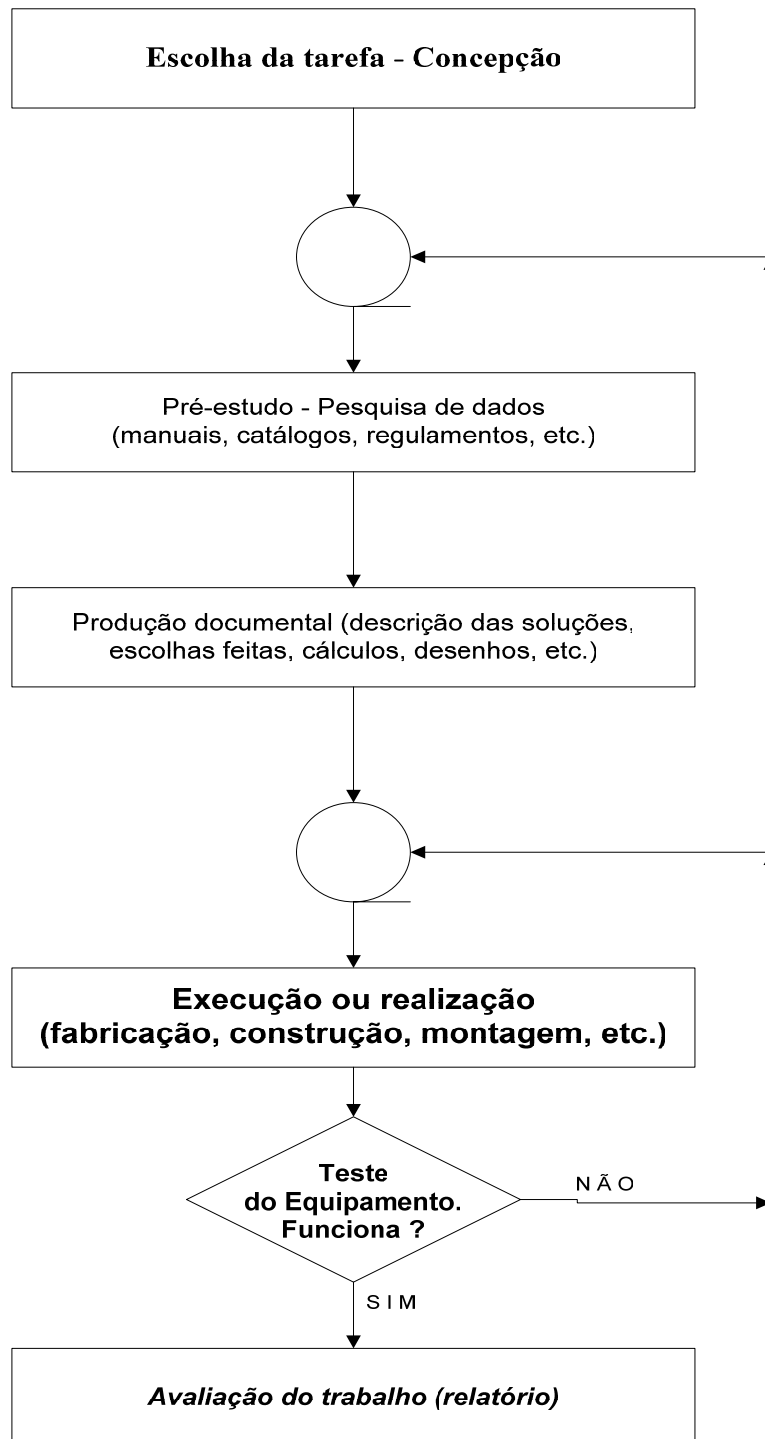 Escolha da tarefa - Concepção
Pré-estudo - Pesquisa de dados
(manuais, catálogos, regulamentos, etc.)
Produção documental (descrição das soluções,
escolhas feitas, cálculos, desenhos, etc.)
Execução ou realização
(fabricação, construção, montagem, etc.)
Teste
do Equipamento.
Funciona ?
N Ã O
S I M
Avaliação do trabalho (relatório)